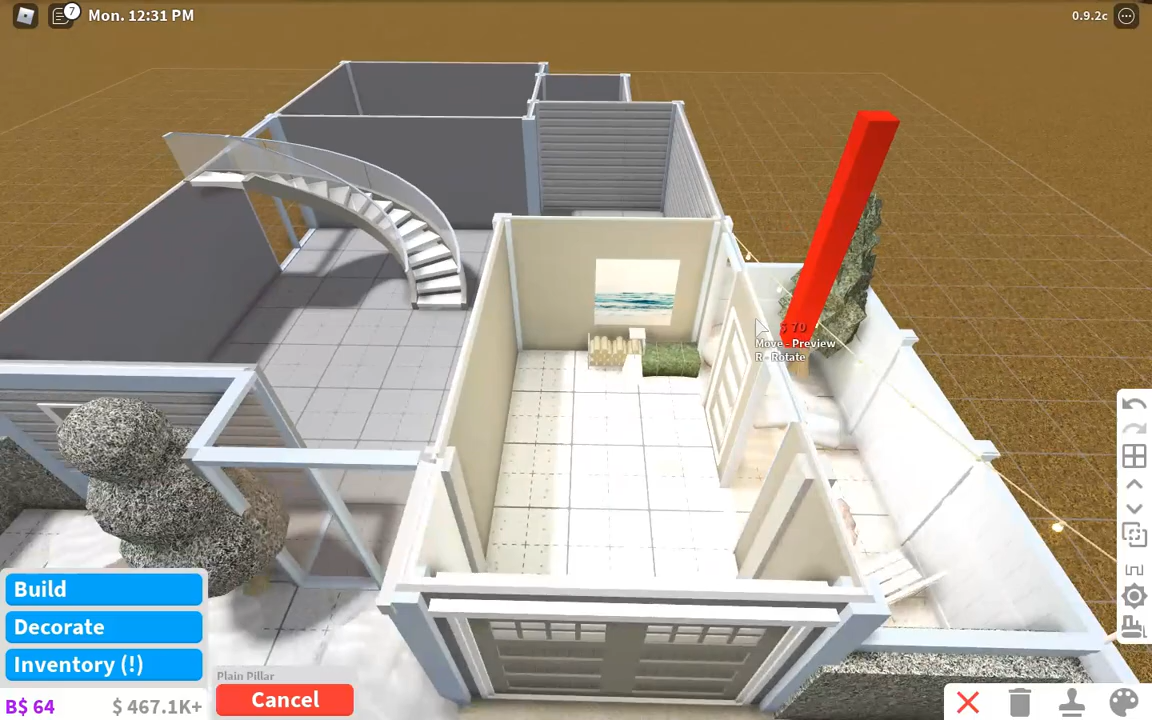 7
Mon. 12:31 PM
0.9.2c
$ 70
Move - Preview
R - Rotate
Build
Decorate
Inventory (!)
Plain Pillar
B$ 64
$ 467.1K+
Cancel